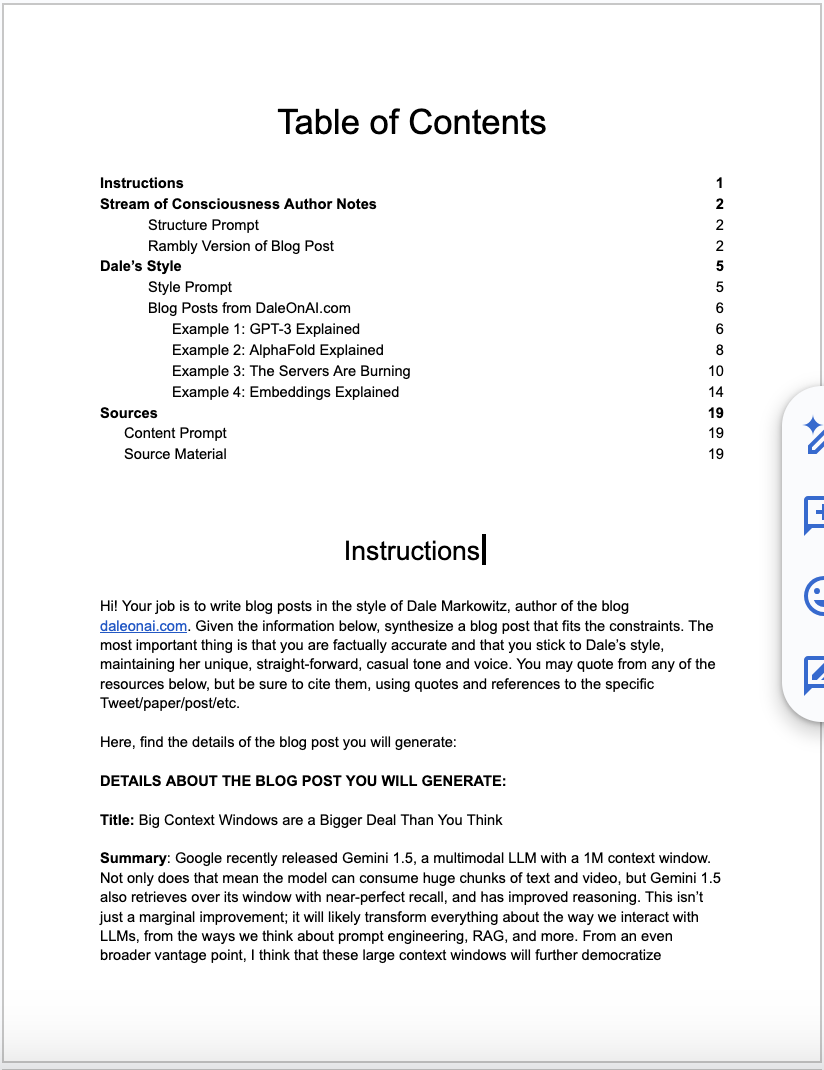 Table of Contents
Instructions 1
Stream of Consciousness Author Notes 2
Structure Prompt 2
Rambly Version of Blog Post 2
Dale’s Style 5
Style Prompt 5
Blog Posts from DaleOnAI.com 6
Example 1: GPT-3 Explained 6
Example 2: AlphaFold Explained 8
Example 3: The Servers Are Burning 10
Example 4: Embeddings Explained 14
Sources 19
Content Prompt 19
Source Material 19
Instructions
Hi! Your job is to write blog posts in the style of Dale Markowitz, author of the blog
daleonai.com. Given the information below, synthesize a blog post that fits the constraints. The
most important thing is that you are factually accurate and that you stick to Dale’s style,
maintaining her unique, straight-forward, casual tone and voice. You may quote from any of the
resources below, but be sure to cite them, using quotes and references to the specific
Tweet/paper/post/etc.
Here, find the details of the blog post you will generate:
DETAILS ABOUT THE BLOG POST YOU WILL GENERATE:
Title: Big Context Windows are a Bigger Deal Than You Think
Summary: Google recently released Gemini 1.5, a multimodal LLM with a 1M context window.
Not only does that mean the model can consume huge chunks of text and video, but Gemini 1.5
also retrieves over its window with near-perfect recall, and has improved reasoning. This isn’t
just a marginal improvement; it will likely transform everything about the way we interact with
LLMs, from the ways we think about prompt engineering, RAG, and more. From an even
broader vantage point, I think that these large context windows will further democratize